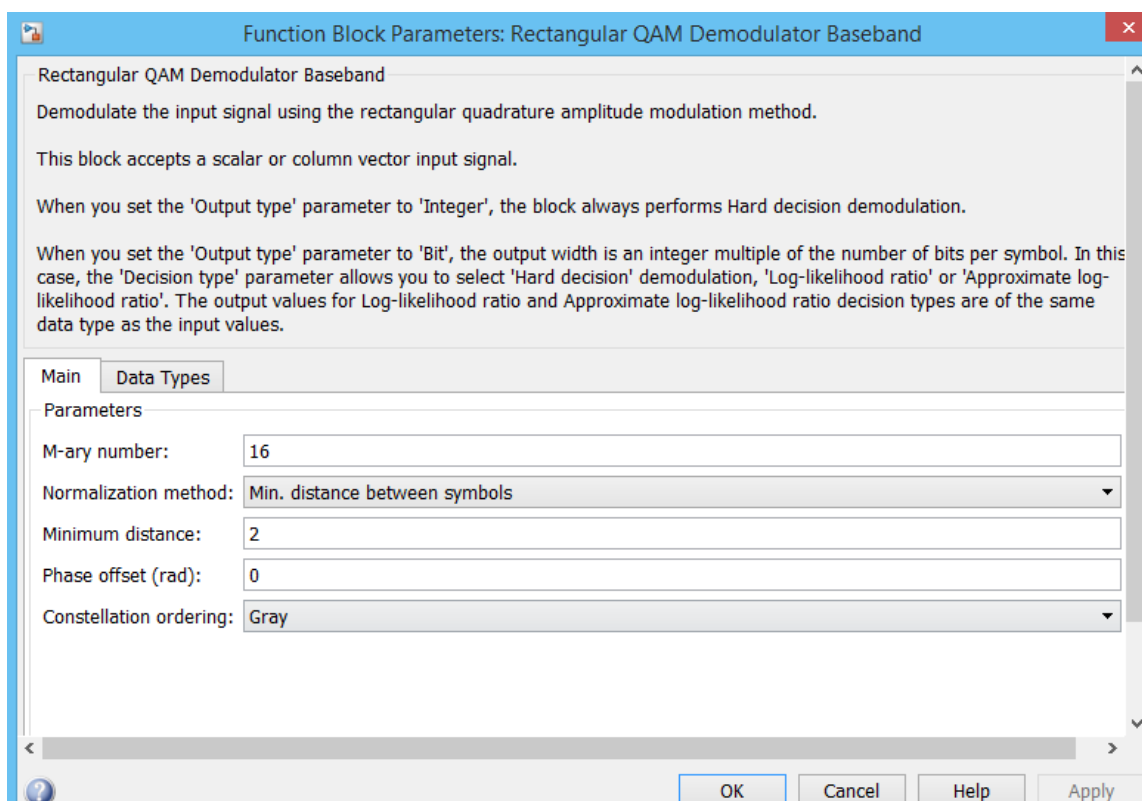 Function Block Parameters: Rectangular QAM Demodulator Baseband
Rectangular QAM Demodulator Baseband
Demodulate the input signal using the rectangular quadrature amplitude modulation method.
This block accepts a scalar or column vector input signal.
When you set the 'Output type' parameter to 'Integer', the block always performs Hard decision demodulation.
When you set the 'Output type' parameter to 'Bit', the output width is an integer multiple of the number of bits per symbol. In this
case, the 'Decision type' parameter allows you to select 'Hard decision' demodulation, 'Log-likelihood ratio' or 'Approximate log-
likelihood ratio'. The output values for Log-likelihood ratio and Approximate log-likelihood ratio decision types are of the same
data type as the input values.
Main Data Types
Parameters
M-ary number: 16
Normalization method: Min. distance between symbols
Minimum distance: 2
Phase offset (rad): 0
Constellation ordering: Gray
OK Cancel Help Apply